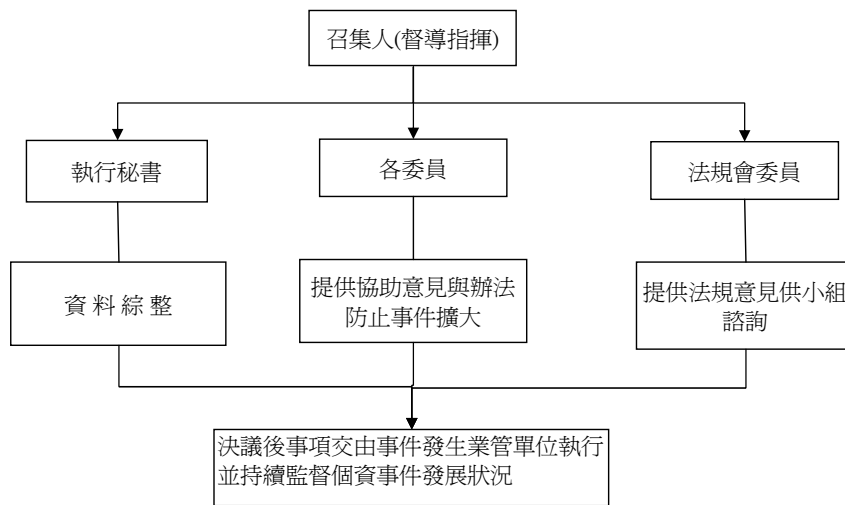 召集人(督導指揮)
執行秘書
各委員
法規會委員
資 料 綜 整
提供協助意見與辦法
防止事件擴大
提供法規意見供小組
諮詢
決議後事項交由事件發生業管單位執行
並持續監督個資事件發展狀況